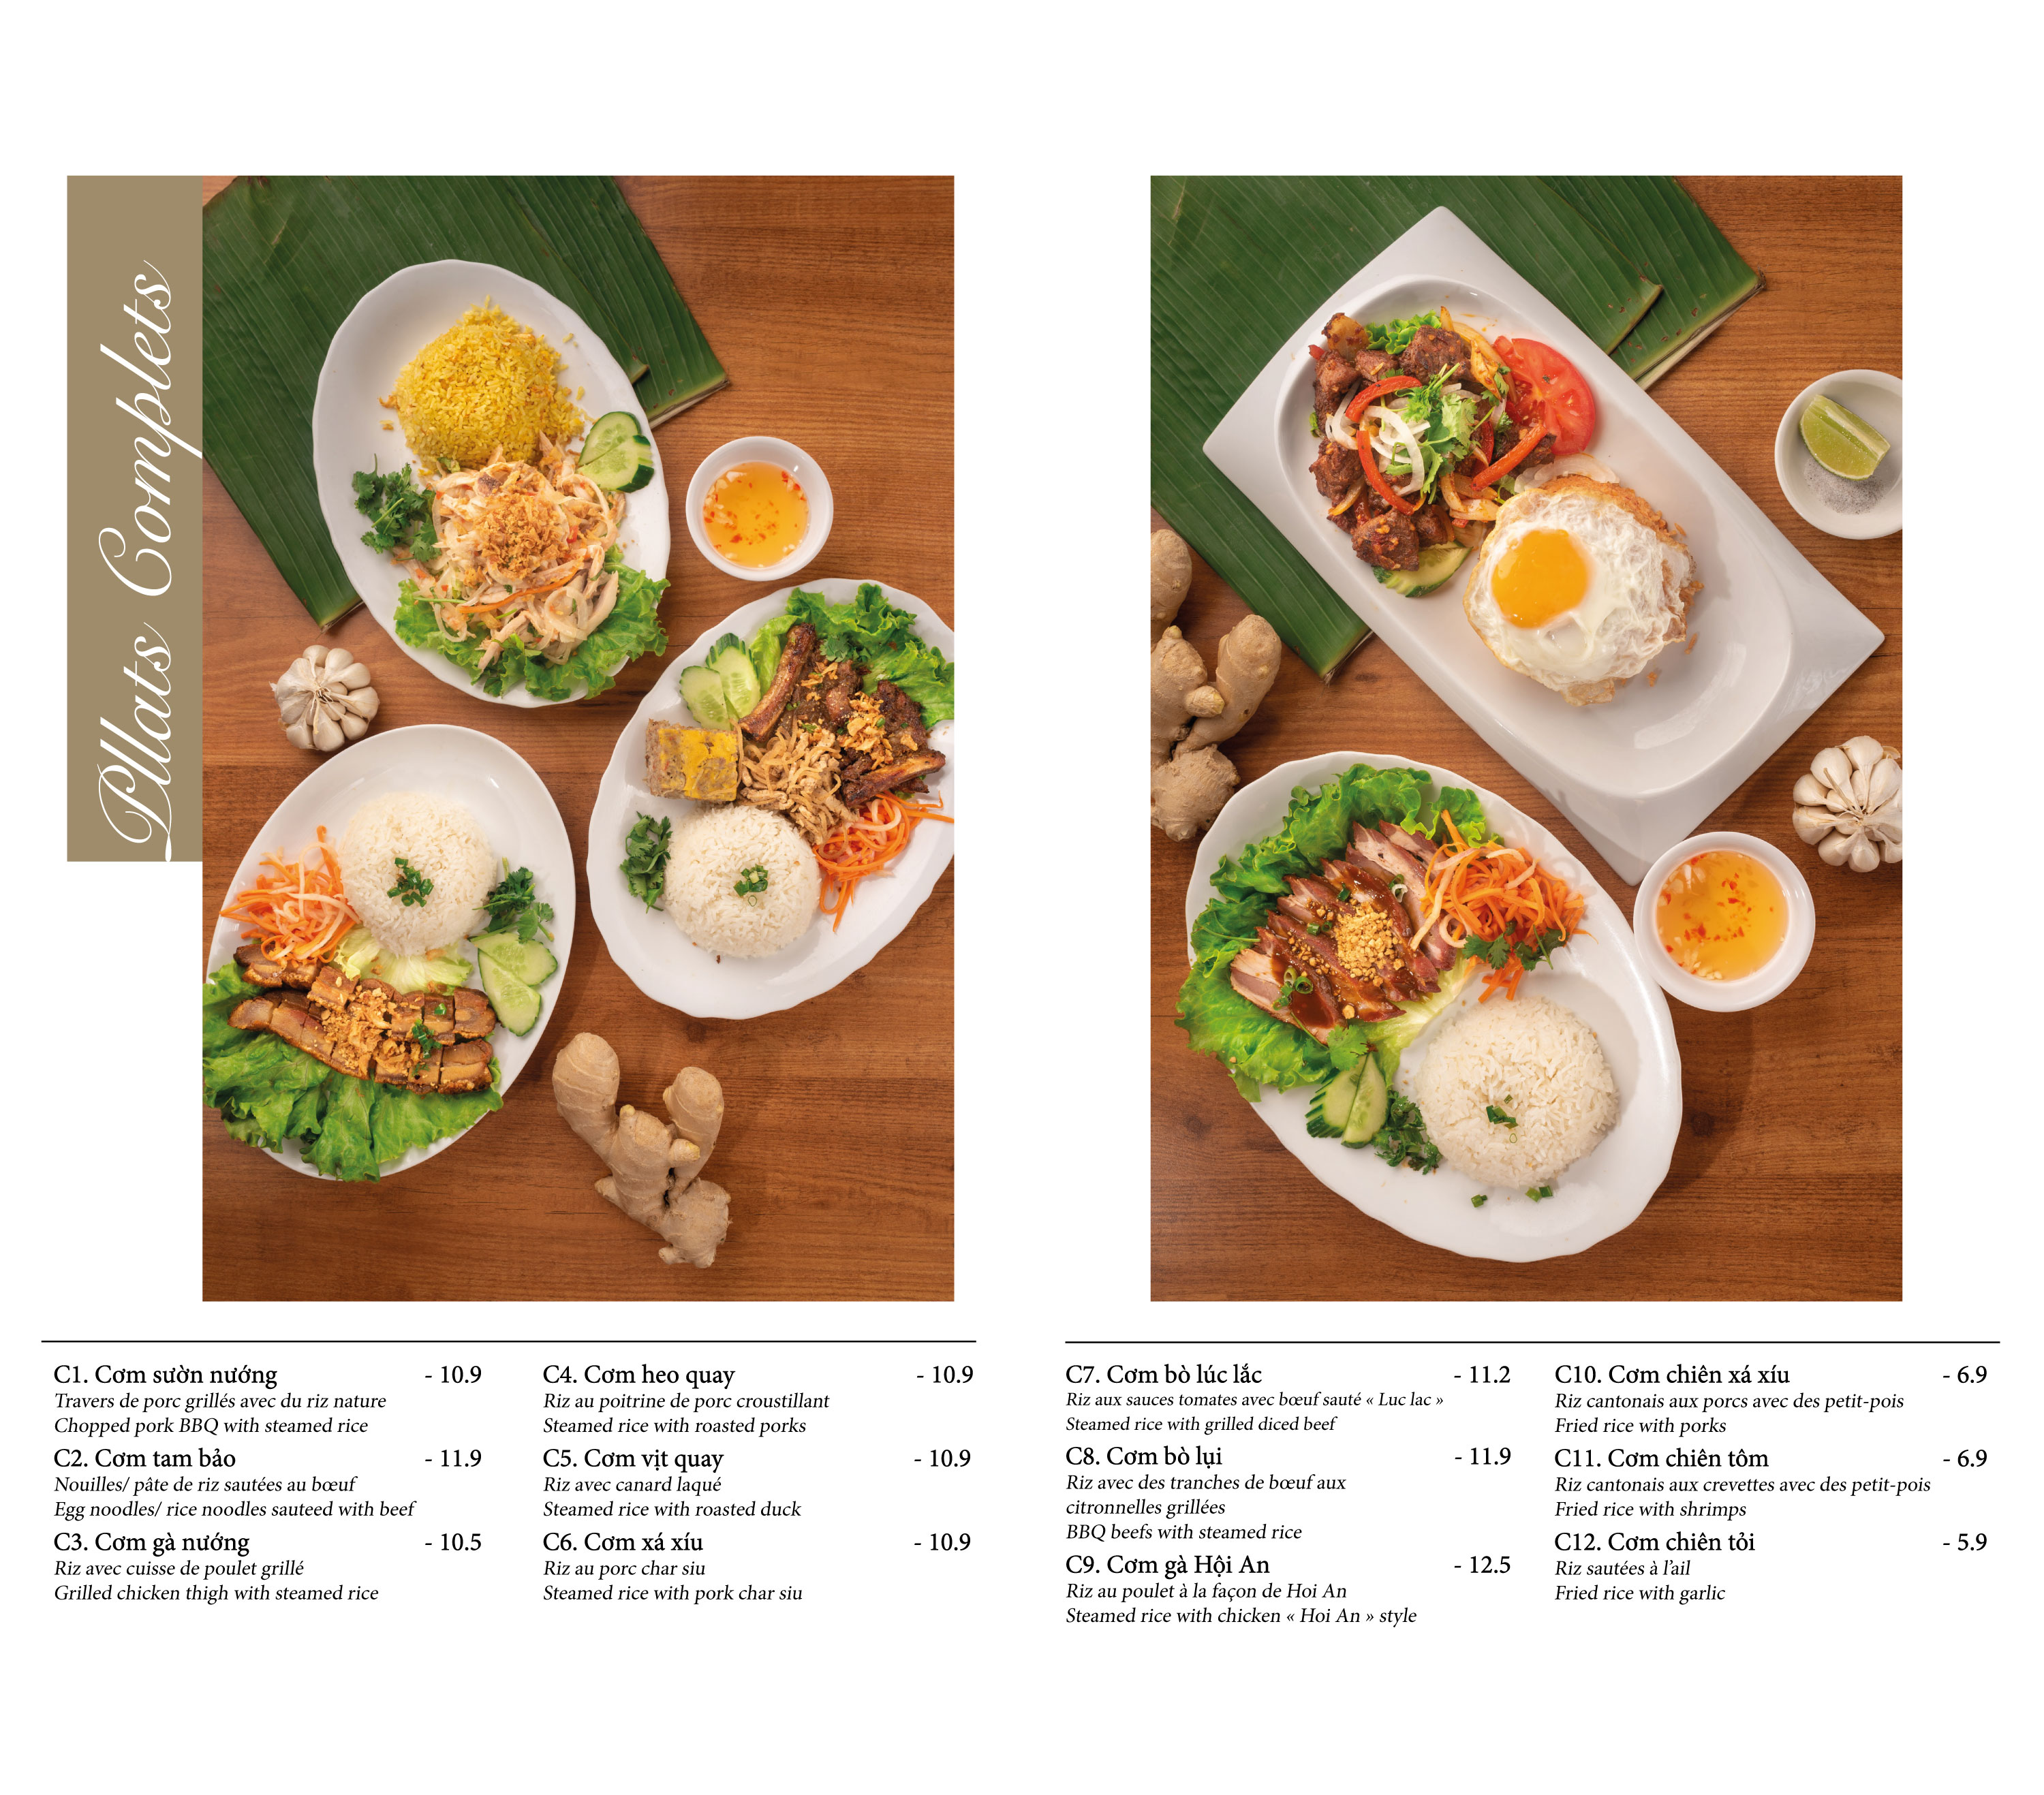 Pllats Complets
C1. Cơm sườn nướng - 10.9
Travers de porc grillés avec du riz nature
Chopped pork BBQ with steamed rice
C2. Cơm tam bảo - 11.9
Nouilles/ pâte de riz sautées au bœuf
Egg noodles/ rice noodles sauteed with beef
C3. Cơm gà nướng - 10.5
Riz avec cuisse de poulet grillé
Grilled chicken thigh with steamed rice
C4. Cơm heo quay - 10.9
Riz au poitrine de porc croustillant
Steamed rice with roasted porks
C5. Cơm vịt quay - 10.9
Riz avec canard laqué
Steamed rice with roasted duck
C6. Cơm xá xíu - 10.9
Riz au porc char siu
Steamed rice with pork char siu
C7. Cơm bò lúc lắc - 11.2
Riz aux sauces tomates avec bœuf sauté « Luc lac »
Steamed rice with grilled diced beef
C8. Cơm bò lụi - 11.9
Riz avec des tranches de bœuf aux
citronnelles grillées
BBQ beefs with steamed rice
C9. Cơm gà Hội An - 12.5
Riz au poulet à la façon de Hoi An
Steamed rice with chicken « Hoi An » style
C10. Cơm chiên xá xíu - 6.9
Riz cantonais aux porcs avec des petit-pois
Fried rice with porks
C11. Cơm chiên tôm - 6.9
Riz cantonais aux crevettes avec des petit-pois
Fried rice with shrimps
C12. Cơm chiên tỏi - 5.9
Riz sautées à l'ail
Fried rice with garlic